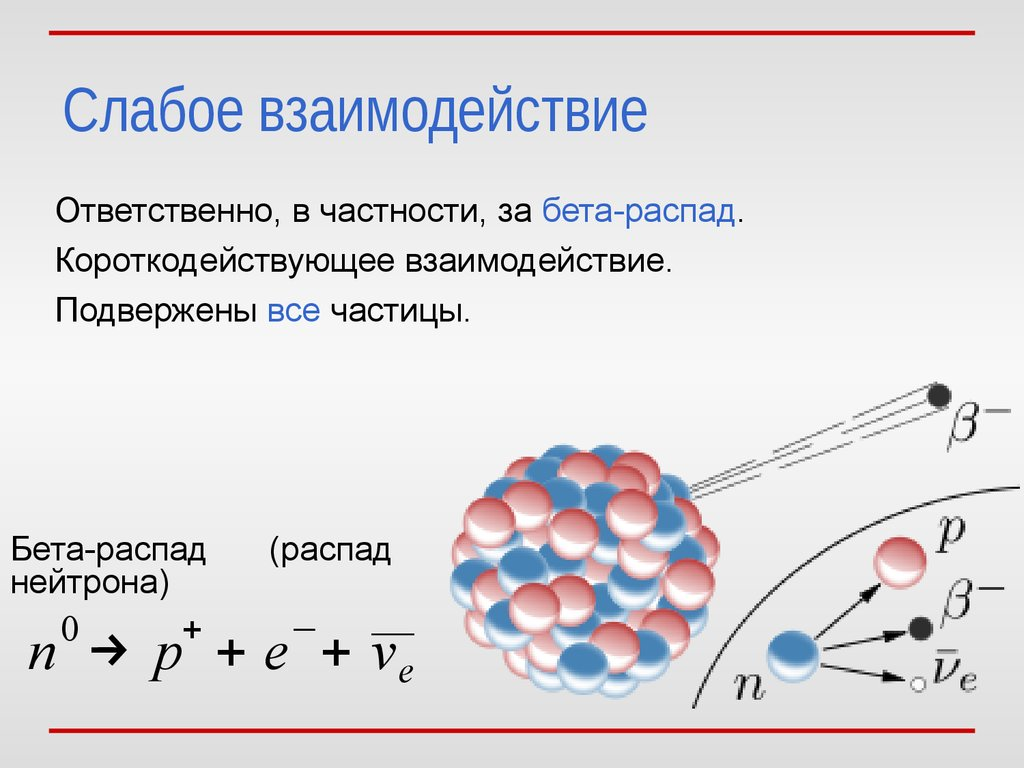 Слабое взаимодействие
Ответственно, в частности, за бета-распад.
Короткодействующее взаимодействие.
Подвержены все частицы.
Бета-распад (распад
нейтрона)
n⁰ → p⁺ + e⁻ + v̅ₑ
β⁻
p
β⁻
ν̄ₑ
n